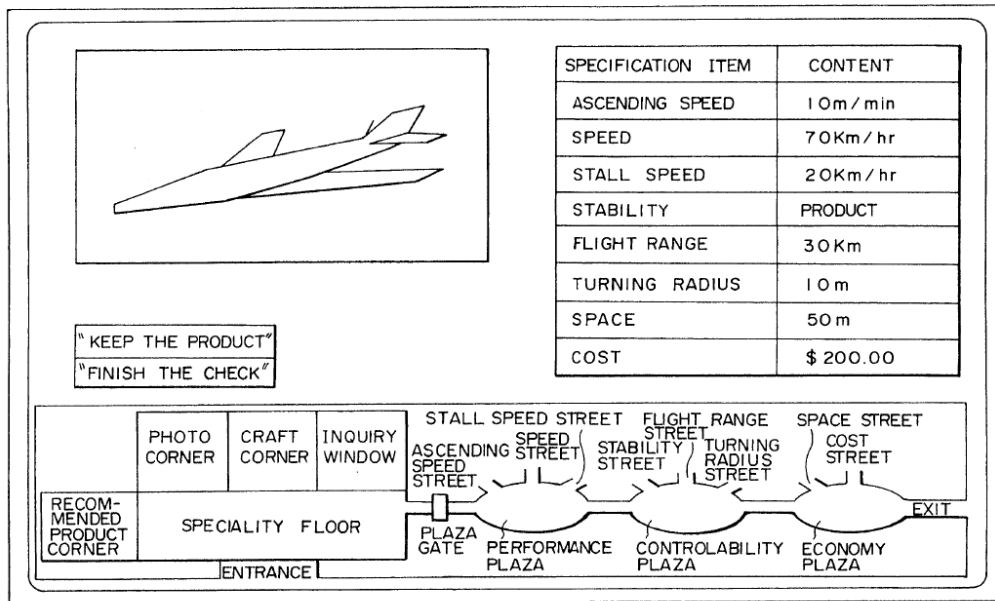 SPECIFICATION ITEM CONTENT
ASCENDING SPEED 10m/min
SPEED 70Km/hr
STALL SPEED 20Km/hr
STABILITY PRODUCT
FLIGHT RANGE 30Km
TURNING RADIUS 10m
SPACE 50m
COST $200.00
"KEEP THE PRODUCT"
"FINISH THE CHECK"
PHOTO
CORNER
CRAFT
CORNER
INQUIRY
WINDOW
RECOM-
MENDED
PRODUCT
CORNER
SPECIALITY FLOOR
ENTRANCE
STALL SPEED STREET
ASCENDING
SPEED
STREET
SPEED
STREET
FLIGHT RANGE
STREET
STABILITY
STREET
TURNING
RADIUS
STREET
SPACE STREET
COST
STREET
EXIT
PLAZA
GATE
PERFORMANCE
PLAZA
CONTROLABILITY
PLAZA
ECONOMY
PLAZA